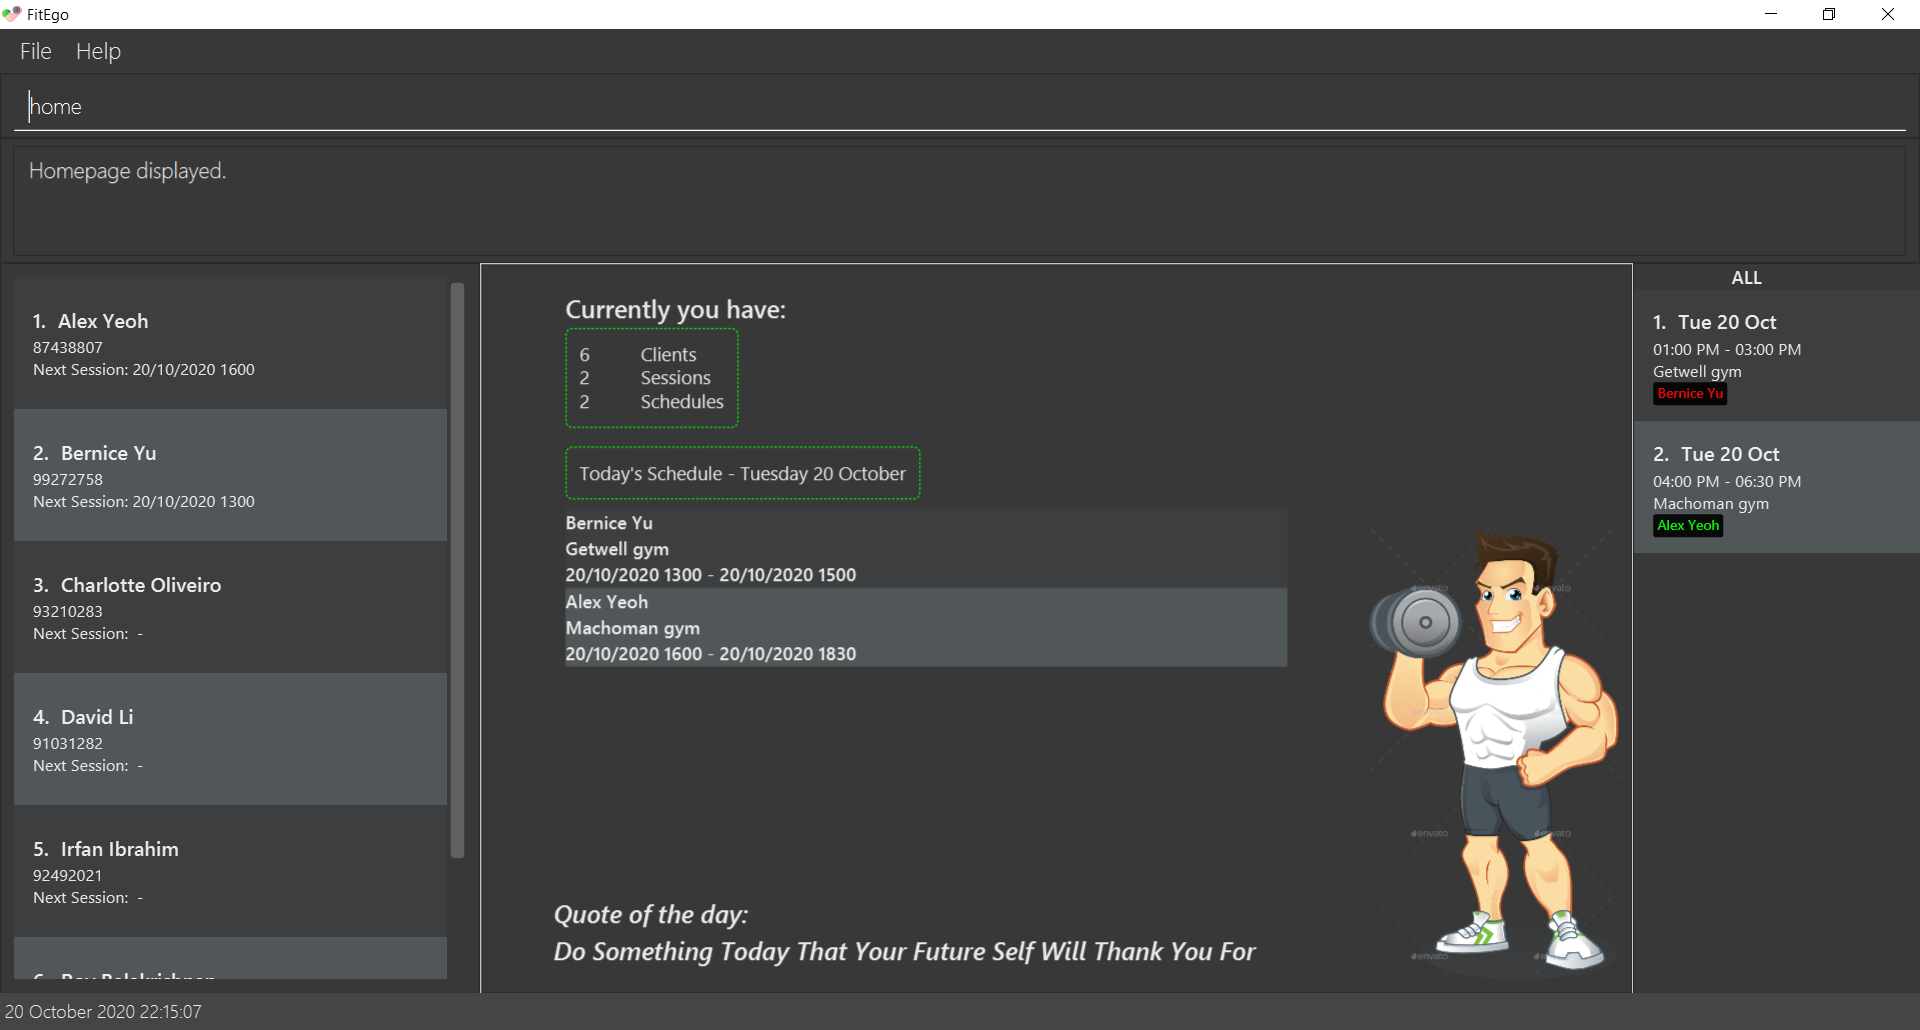 FitEgo
File Help
home
Homepage displayed.
1. Alex Yeoh
87438807
Next Session: 20/10/2020 1600
2. Bernice Yu
99272758
Next Session: 20/10/2020 1300
3. Charlotte Oliveiro
93210283
Next Session: -
4. David Li
91031282
Next Session: -
5. Irfan Ibrahim
92492021
Next Session: -
Currently you have:
6 Clients
2 Sessions
2 Schedules
Today's Schedule - Tuesday 20 October
Bernice Yu
Getwell gym
20/10/2020 1300 - 20/10/2020 1500
Alex Yeoh
Machoman gym
20/10/2020 1600 - 20/10/2020 1830
envato
envato
envato
envato
envato
Quote of the day:
Do Something Today That Your Future Self Will Thank You For
ALL
1. Tue 20 Oct
01:00 PM - 03:00 PM
Getwell gym
Bernice Yu
2. Tue 20 Oct
04:00 PM - 06:30 PM
Machoman gym
Alex Yeoh
20 October 2020 22:15:07